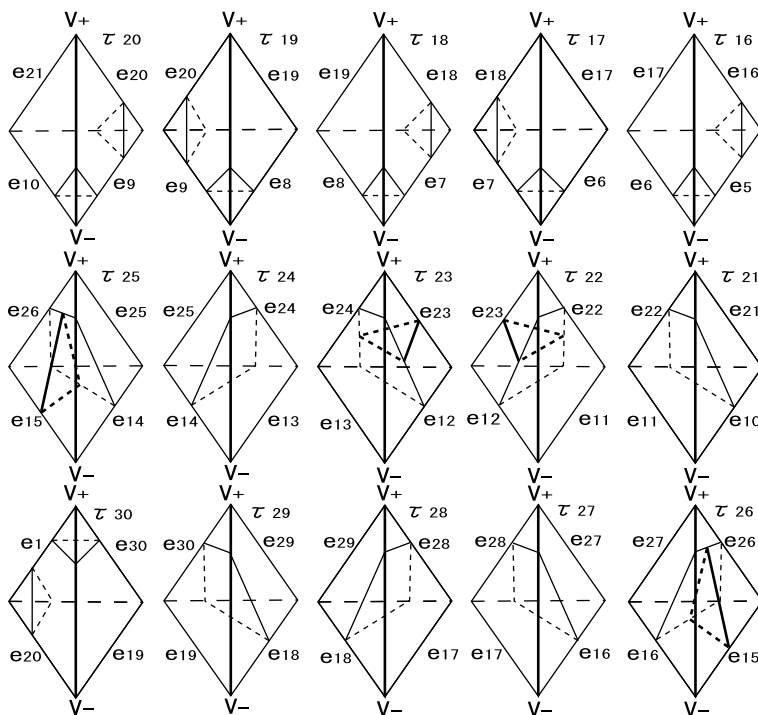 V+ V+ V+ V+ V+
τ 20 τ 19 τ 18 τ 17 τ 16
e21 e20 e20 e19 e19 e18 e18 e17 e17 e16
e10 e9 e9 e8 e8 e7 e7 e6 e6 e5
V− V− V− V− V−
V+ V+ V+ V+ V+
τ 25 τ 24 τ 23 τ 22 τ 21
e26 e25 e25 e24 e24 e23 e23 e22 e22 e21
e15 e14 e14 e13 e13 e12 e12 e11 e11 e10
V− V− V− V− V−
V+ V+ V+ V+ V+
τ 30 τ 29 τ 28 τ 27 τ 26
e1 e30 e30 e29 e29 e28 e28 e27 e27 e26
e20 e19 e19 e18 e18 e17 e17 e16 e16 e15
V− V− V− V− V−